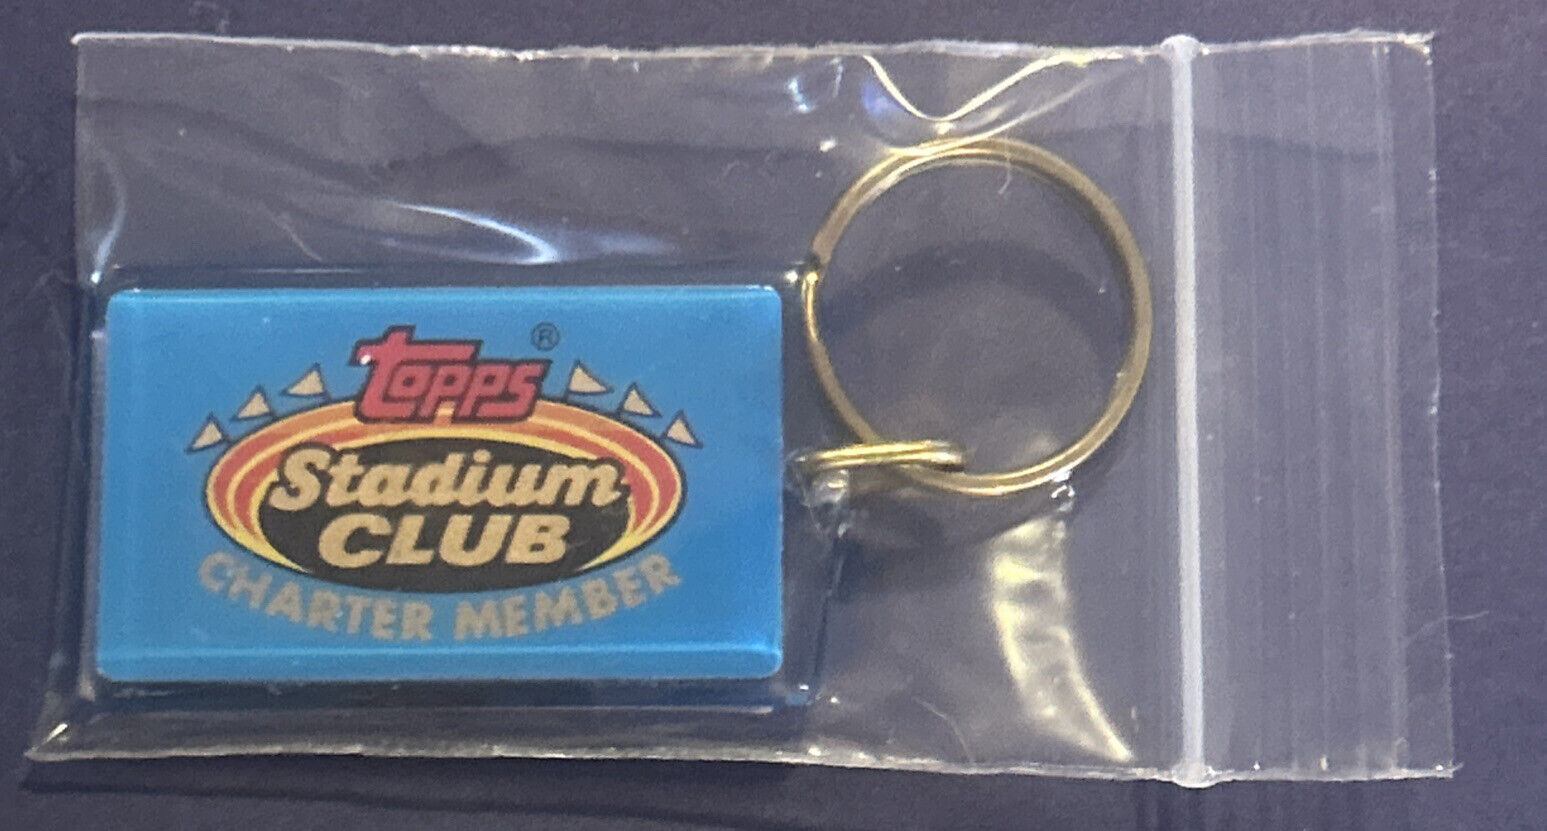 Topps ®
Stadium
CLUB
CHARTER MEMBER